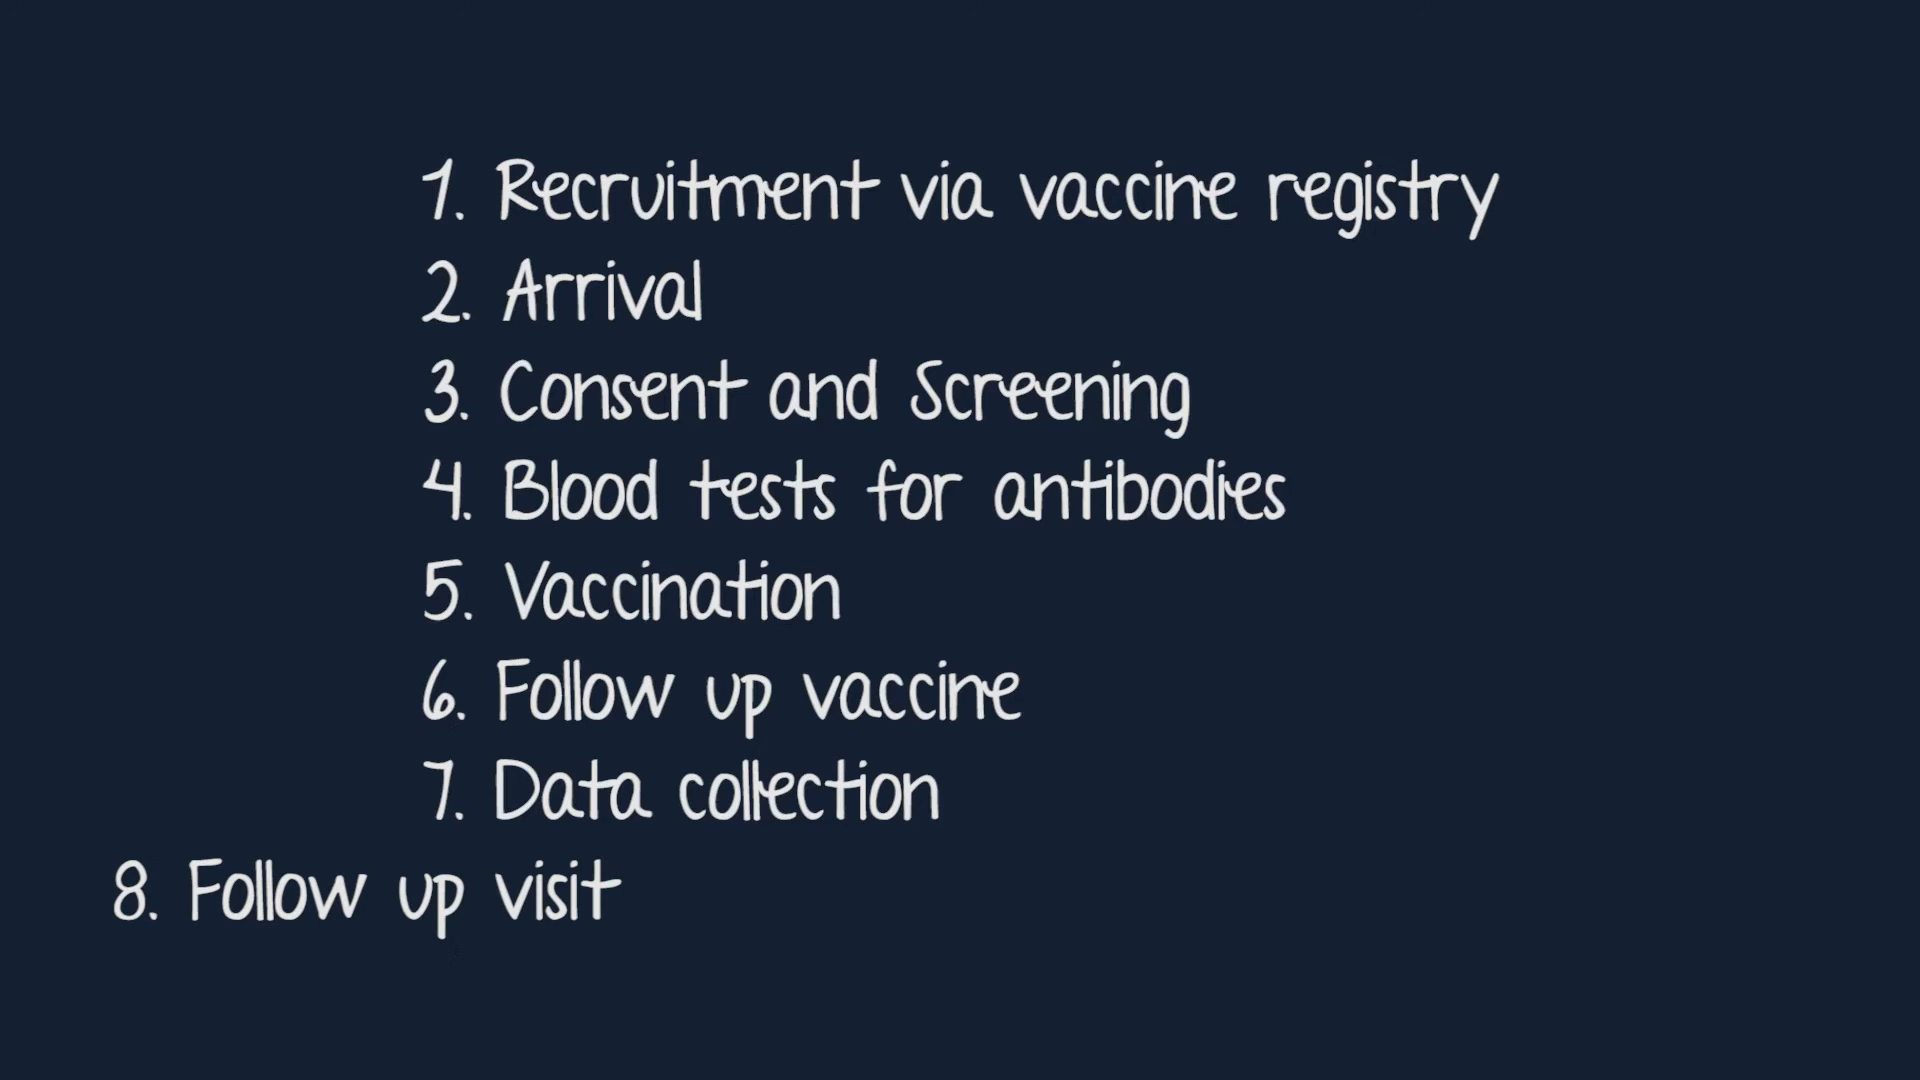 1. Recruitment via vaccine registry
2. Arrival
3. Consent and Screening
4. Blood tests for antibodies
5. Vaccination
6. Follow up vaccine
7. Data collection
8. Follow up visit